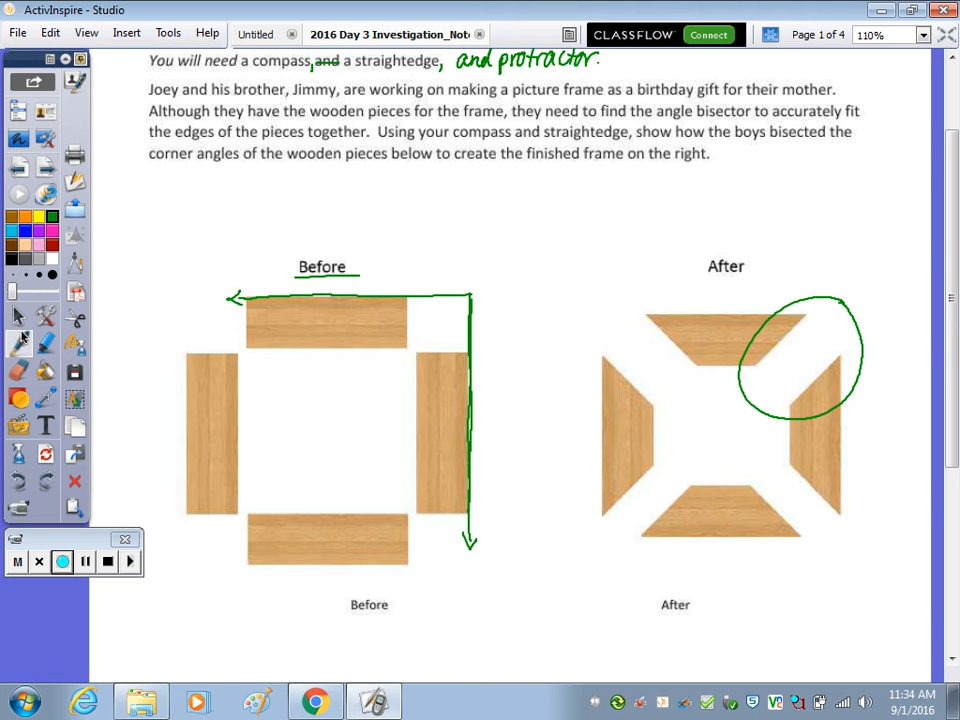 ActivInspire - Studio
File Edit View Insert Tools Help Untitled 2016 Day 3 Investigation_Note CLASSFLOW Connect Page 1 of 4 110%
You will need a compass, and a straightedge, and protractor.
Joey and his brother, Jimmy, are working on making a picture frame as a birthday gift for their mother.
Although they have the wooden pieces for the frame, they need to find the angle bisector to accurately fit
the edges of the pieces together. Using your compass and straightedge, show how the boys bisected the
corner angles of the wooden pieces below to create the finished frame on the right.
Before After
Before After
M
11:34 AM
9/1/2016